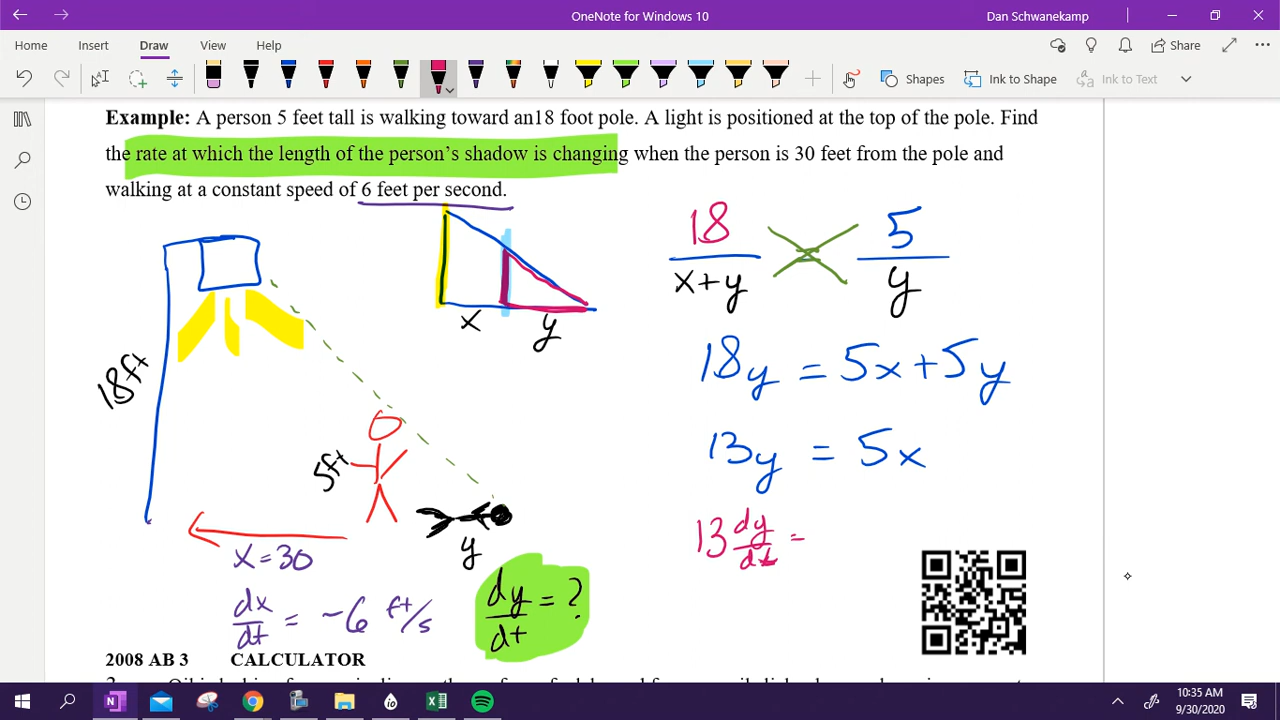 OneNote for Windows 10
Dan Schwanekamp
Home Insert Draw View Help
Share
Shapes Ink to Shape Ink to Text
Example: A person 5 feet tall is walking toward an18 foot pole. A light is positioned at the top of the pole. Find
the rate at which the length of the person's shadow is changing when the person is 30 feet from the pole and
walking at a constant speed of 6 feet per second.
18ft
5ft
y
x = 30
dx/dt = -6 ft/s
dy/dt = ?
x y
18/(x+y) 5/y
18y = 5x+5y
13y = 5x
13 dy/dt =
2008 AB 3 CALCULATOR
10:35 AM
9/30/2020